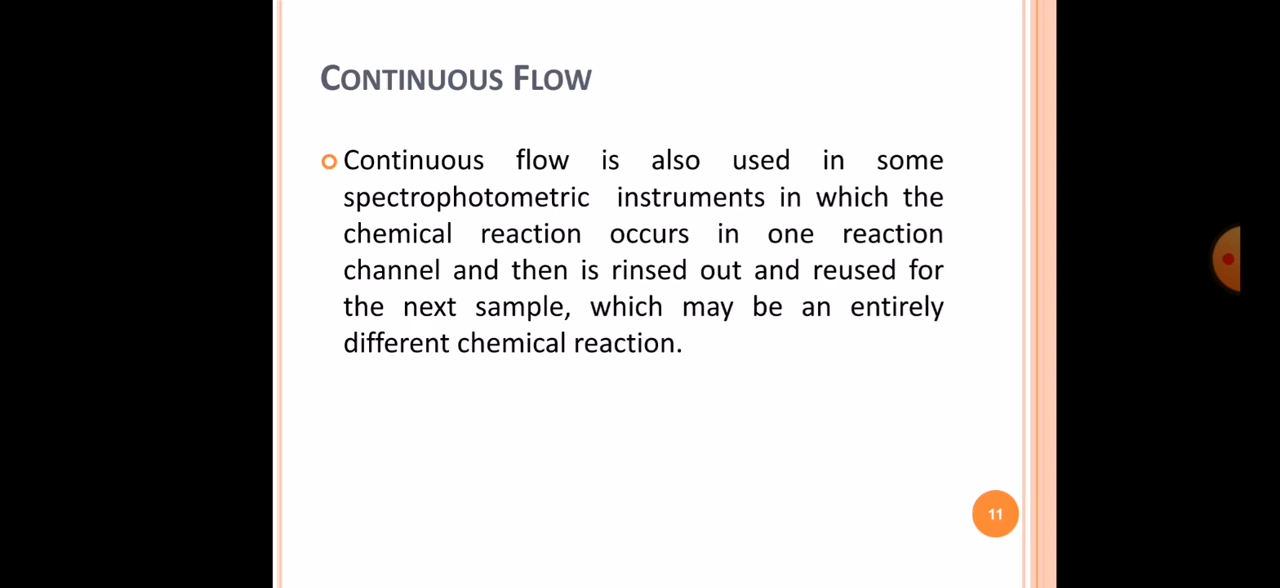 CONTINUOUS FLOW
Continuous flow is also used in some
spectrophotometric instruments in which the
chemical reaction occurs in one reaction
channel and then is rinsed out and reused for
the next sample, which may be an entirely
different chemical reaction.
11